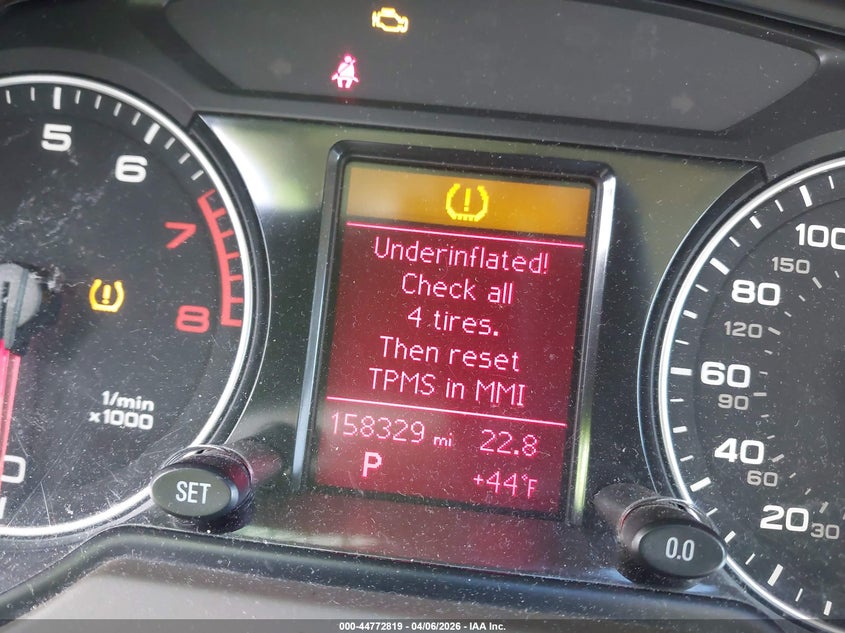 5
6
7
8
1/min
x1000
0
SET
Underinflated!
Check all
4 tires.
Then reset
TPMS in MMI
158329 mi 22.8
P
+44°F
100
150
80
120
60
90
40
60
20
30
0.0
000-44772819 - 04/06/2026 - IAA Inc.